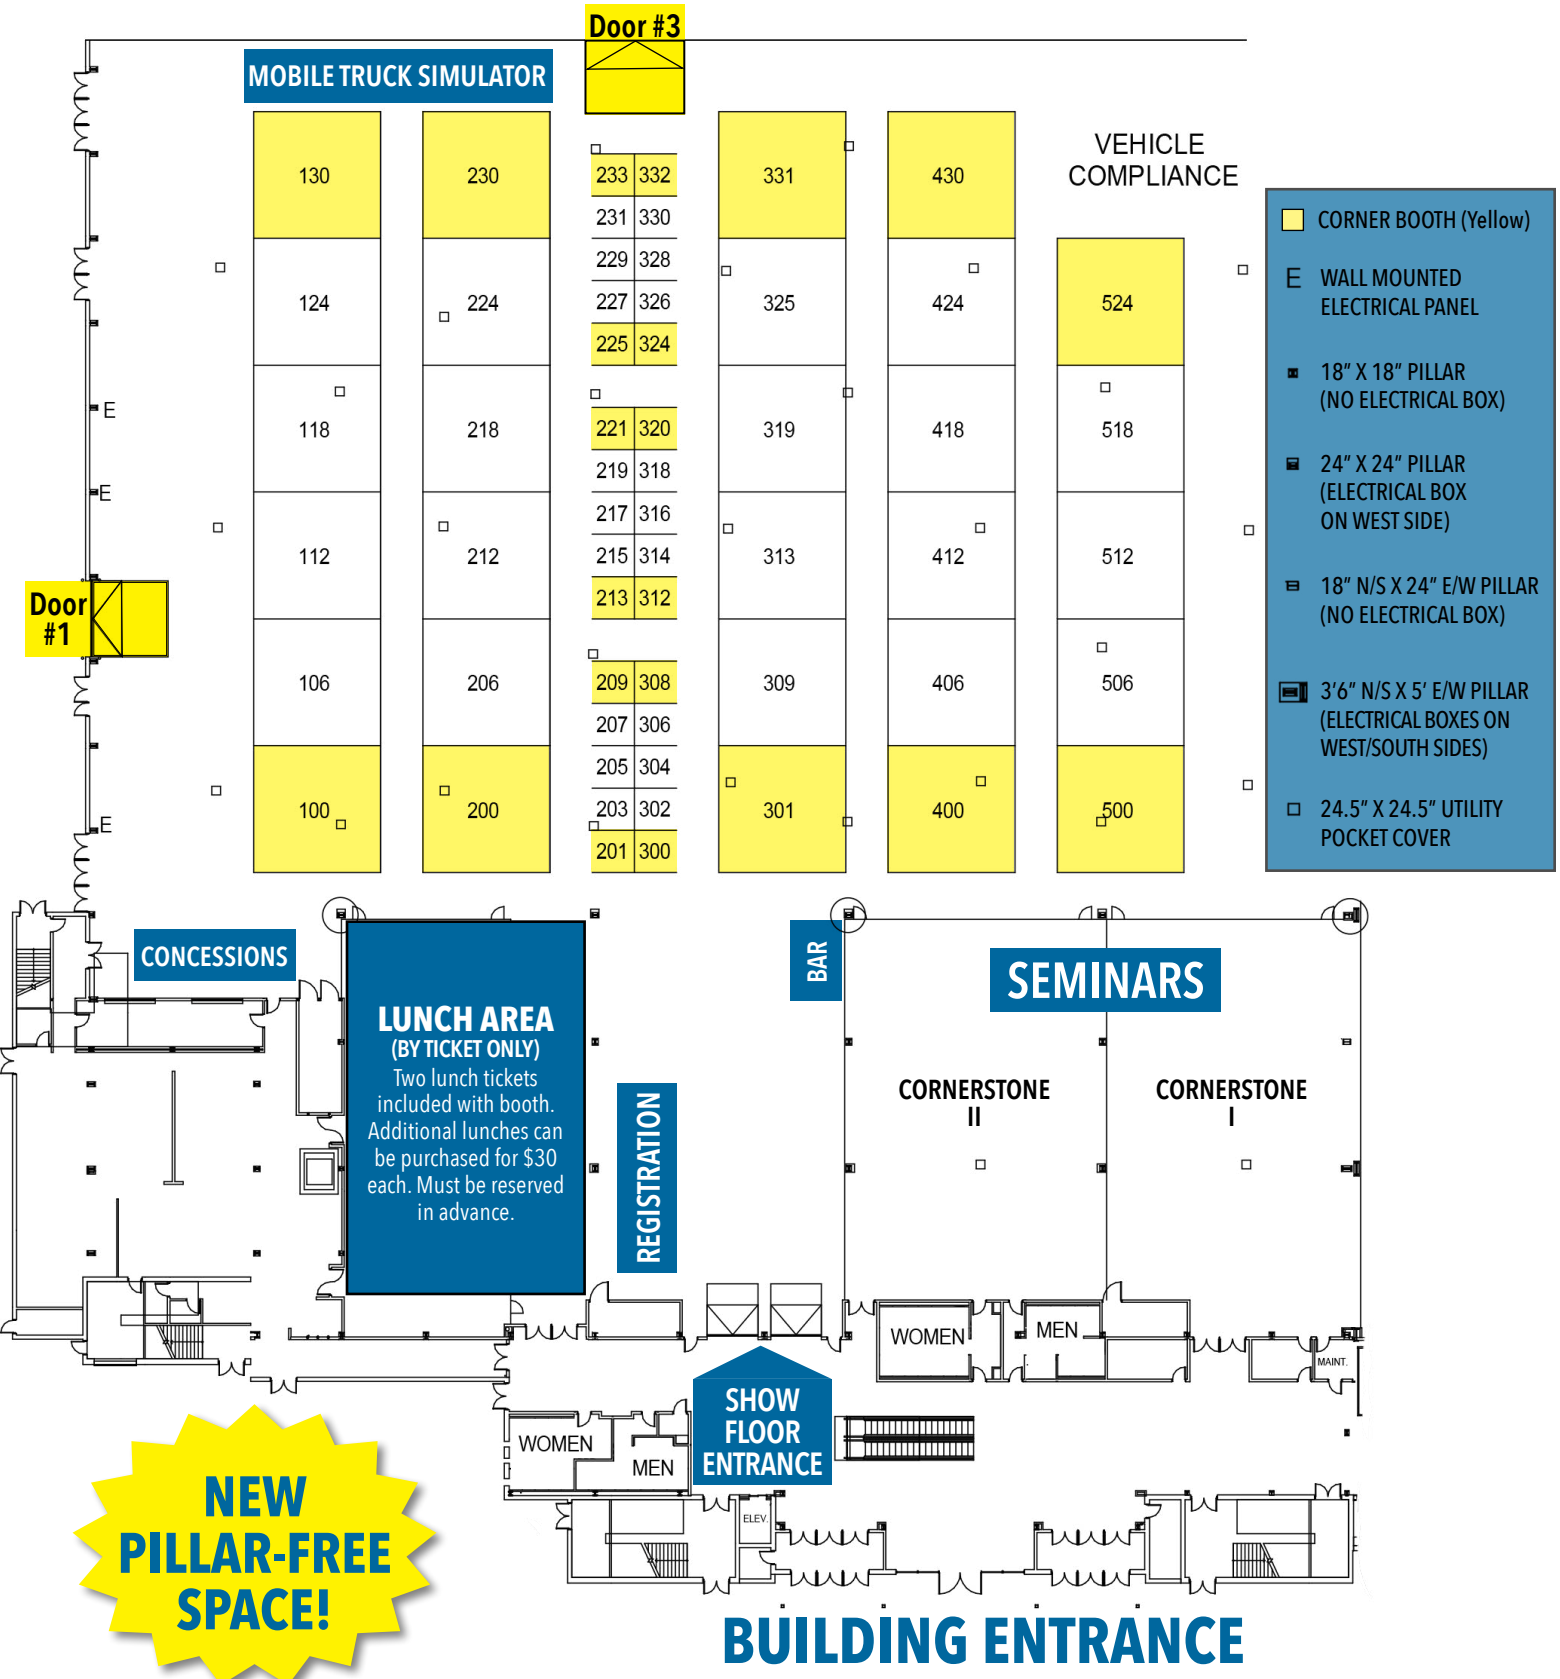 Door #3
MOBILE TRUCK SIMULATOR
VEHICLE
COMPLIANCE
130
230
233 332
331
430
231 330
229 328
124
224
227 326
325
424
524
225 324
118
218
221 320
319
418
518
219 318
217 316
112
212
215 314
313
412
512
213 312
106
206
209 308
309
406
506
207 306
205 304
100
200
203 302
301
400
500
201 300
E
E
E
Door
#1
CORNER BOOTH (Yellow)
E WALL MOUNTED
ELECTRICAL PANEL
18" X 18" PILLAR
(NO ELECTRICAL BOX)
24" X 24" PILLAR
(ELECTRICAL BOX
ON WEST SIDE)
18" N/S X 24" E/W PILLAR
(NO ELECTRICAL BOX)
3'6" N/S X 5' E/W PILLAR
(ELECTRICAL BOXES ON
WEST/SOUTH SIDES)
24.5" X 24.5" UTILITY
POCKET COVER
CONCESSIONS
LUNCH AREA
(BY TICKET ONLY)
Two lunch tickets
included with booth.
Additional lunches can
be purchased for $30
each. Must be reserved
in advance.
REGISTRATION
BAR
SEMINARS
CORNERSTONE
II
CORNERSTONE
I
WOMEN
MEN
MAINT.
SHOW
FLOOR
ENTRANCE
WOMEN
MEN
ELEV.
NEW
PILLAR-FREE
SPACE!
BUILDING ENTRANCE